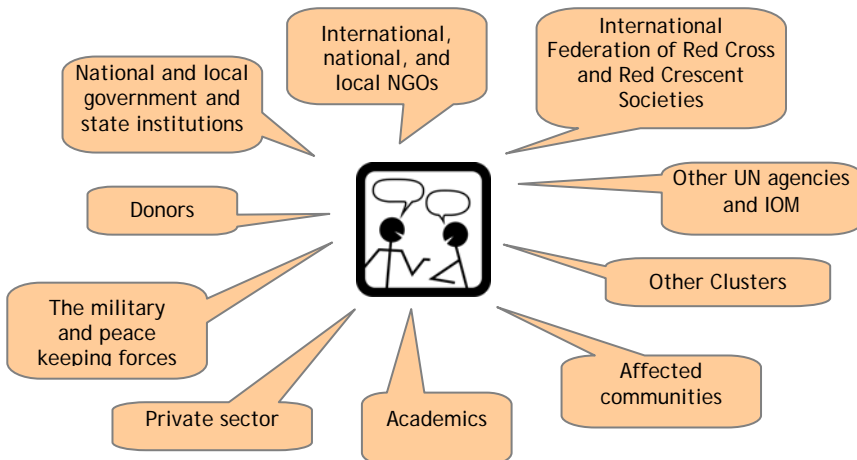 International,
national, and
local NGOs
International
Federation of Red Cross
and Red Crescent
Societies
National and local
government and
state institutions
Other UN agencies
and IOM
Donors
Other Clusters
The military
and peace
keeping forces
Affected
communities
Private sector
Academics